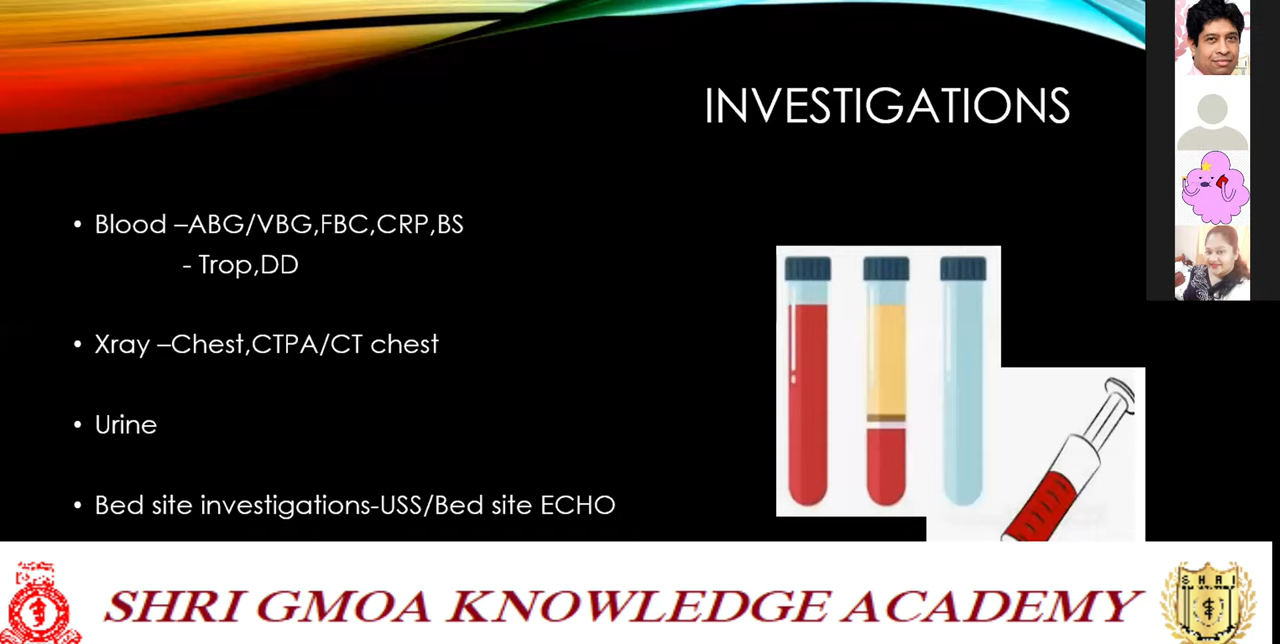 INVESTIGATIONS
• Blood –ABG/VBG,FBC,CRP,BS
- Trop,DD
• Xray –Chest,CTPA/CT chest
• Urine
• Bed site investigations-USS/Bed site ECHO
SHRI GMOA KNOWLEDGE ACADEMY
SHRI